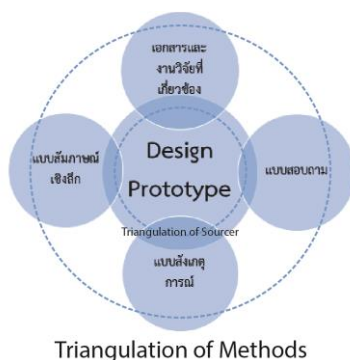 เอกสารและ
งานวิจัยที่
เกี่ยวข้อง
แบบสัมภาษณ์
เชิงลึก
Design
Prototype
Triangulation of Sourcer
แบบสอบถาม
แบบสังเกตุ
การณ์
Triangulation of Methods